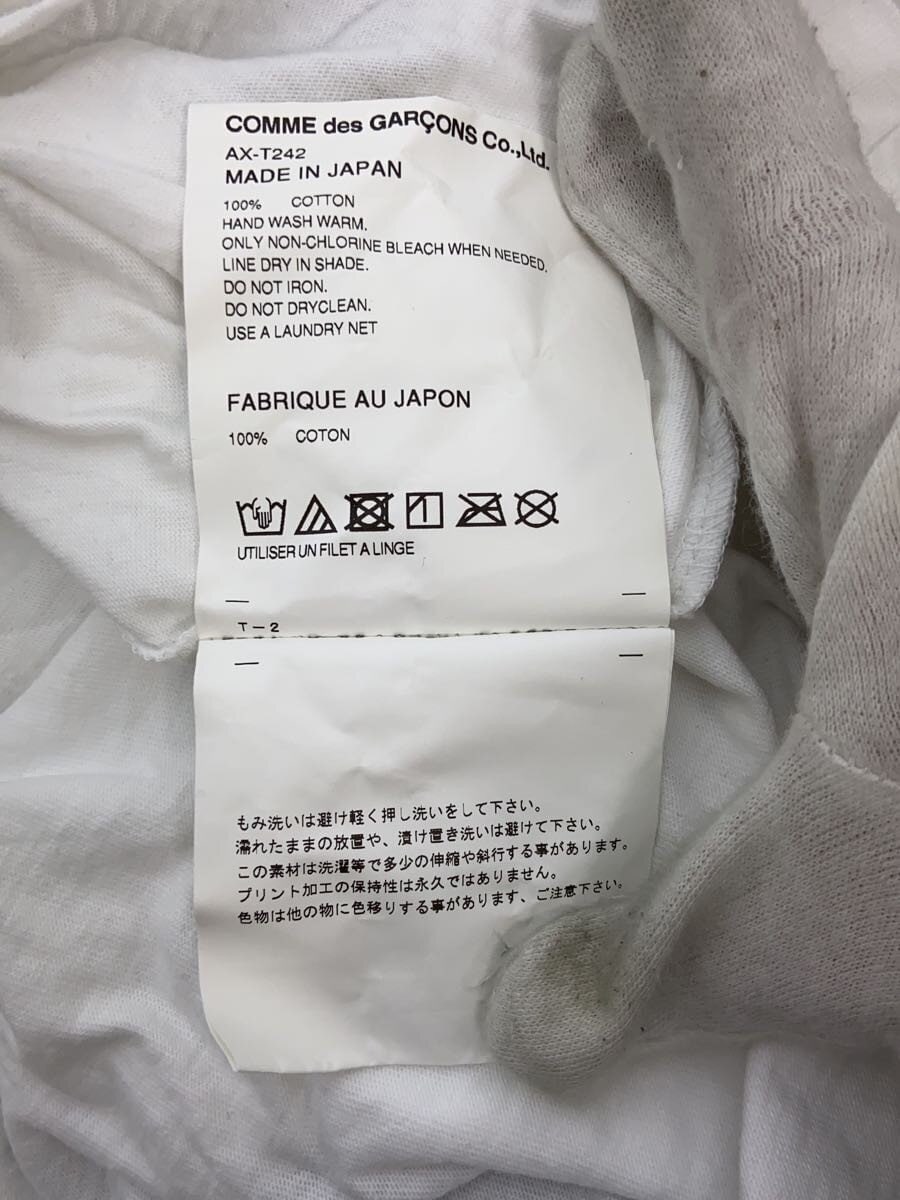 COMME des GARÇONS Co.,Ltd.
AX-T242
MADE IN JAPAN
100% COTTON
HAND WASH WARM.
ONLY NON-CHLORINE BLEACH WHEN NEEDED.
LINE DRY IN SHADE.
DO NOT IRON.
DO NOT DRYCLEAN.
USE A LAUNDRY NET
FABRIQUE AU JAPON
100% COTON
UTILISER UN FILET A LINGE
T-2
もみ洗いは避け軽く押し洗いをして下さい。
濡れたままの放置や、漬け置き洗いは避けて下さい。
この素材は洗濯等で多少の伸縮や斜行する事があります。
プリント加工の保持性は永久ではありません。
色物は他の物に色移りする事があります、ご注意下さい。